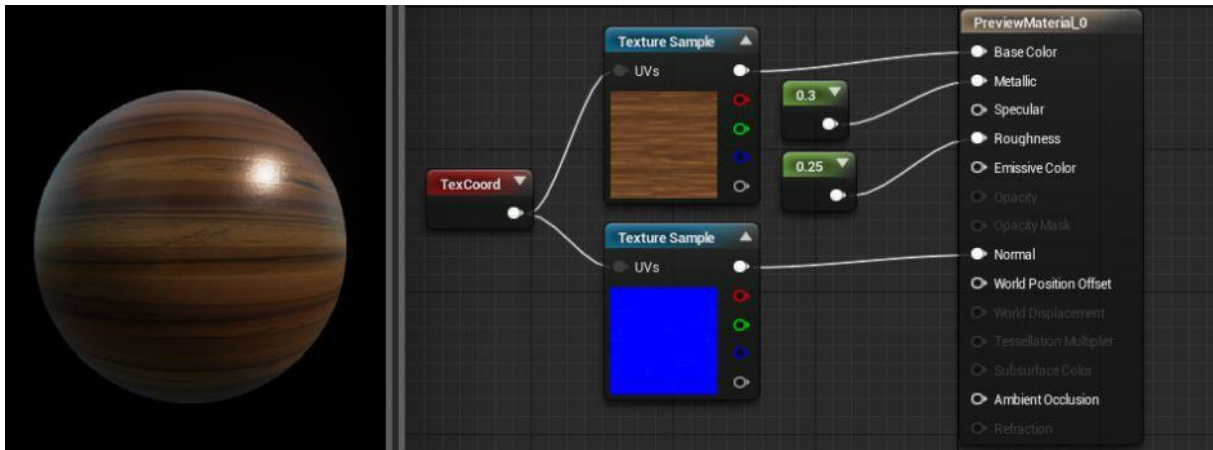 Texture Sample
UVs
TexCoord
Texture Sample
UVs
0.3
0.25
PreviewMaterial_0
Base Color
Metallic
Specular
Roughness
Emissive Color
Opacity
Opacity Mask
Normal
World Position Offset
World Displacement
Tessellation Multiplier
Subsurface Color
Ambient Occlusion
Refraction